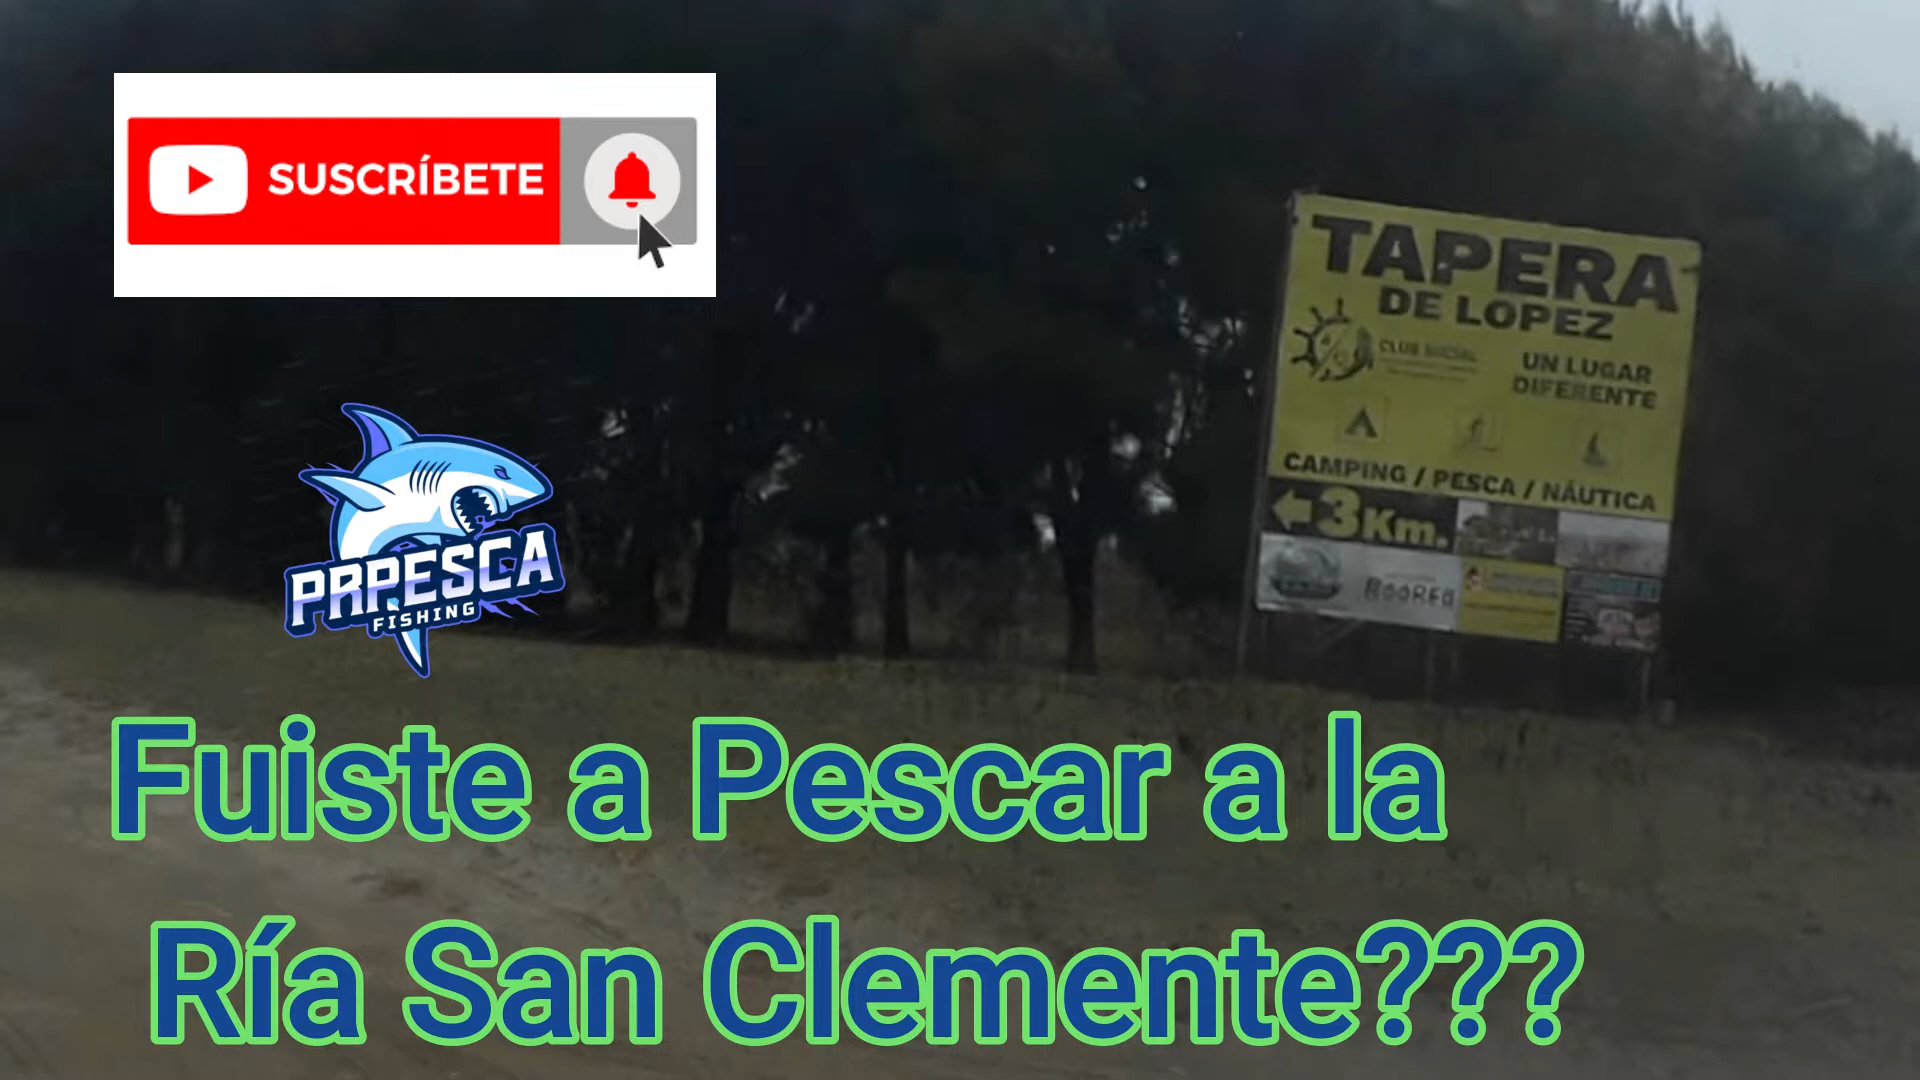 SUSCRÍBETE
TAPERA
DE LOPEZ
CLUB SOCIAL
UN LUGAR
DIFERENTE
CAMPING / PESCA / NÁUTICA
3Km.
PRPESCA
FISHING
Fuiste a Pescar a la
Ría San Clemente???